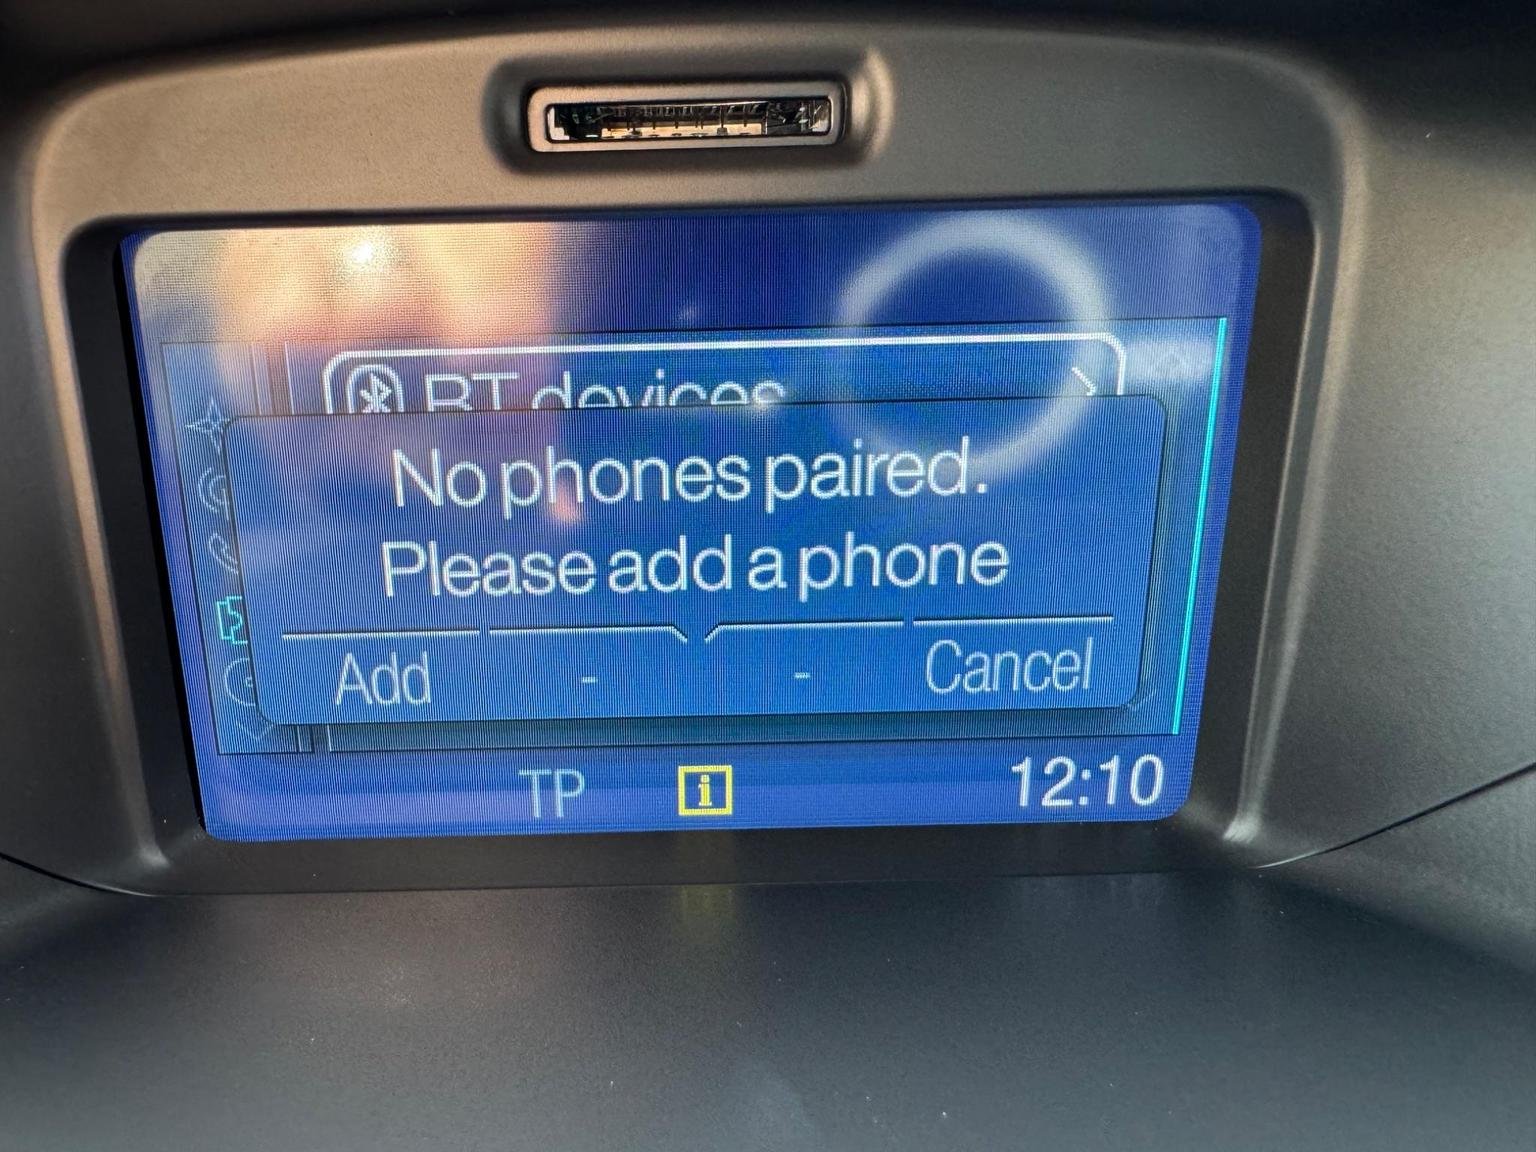 BT devices
No phones paired.
Please add a phone
Add - - Cancel
TP i 12:10